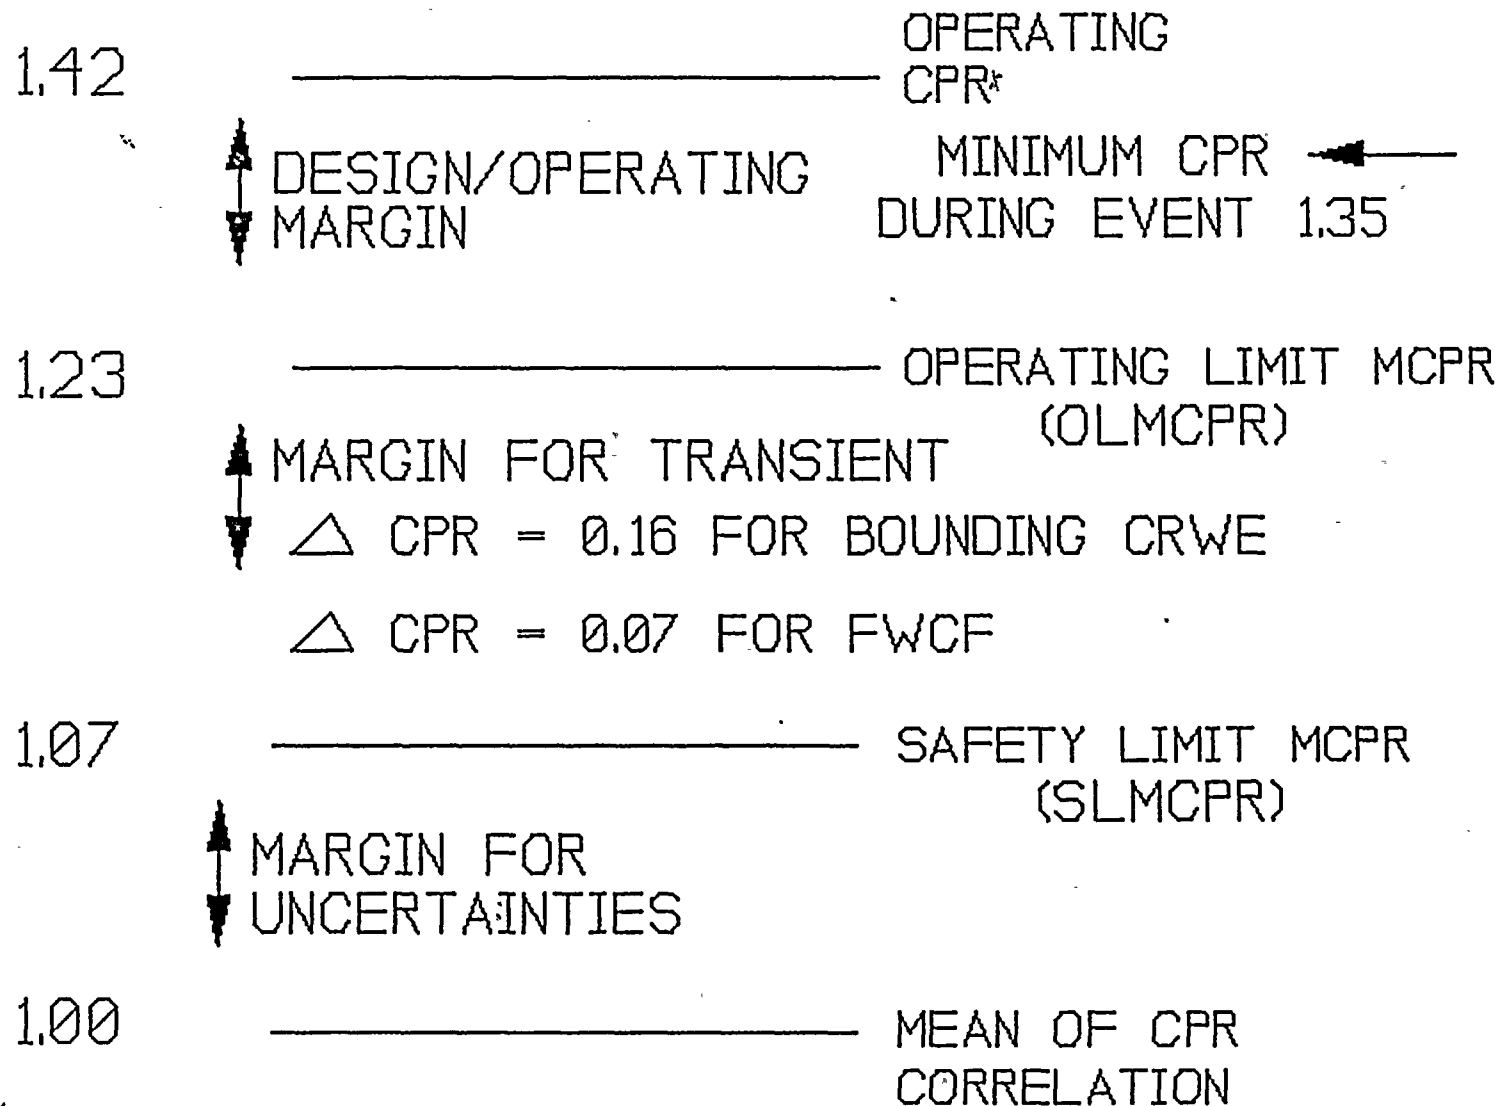 OPERATING
1.42 CPR*
DESIGN/OPERATING
MARGIN
MINIMUM CPR
DURING EVENT 1.35
1.23 OPERATING LIMIT MCPR
(OLMCPR)
MARGIN FOR TRANSIENT
△ CPR = 0.16 FOR BOUNDING CRWE
△ CPR = 0.07 FOR FWCF
1.07 SAFETY LIMIT MCPR
(SLMCPR)
MARGIN FOR
UNCERTAINTIES
1.00 MEAN OF CPR
CORRELATION